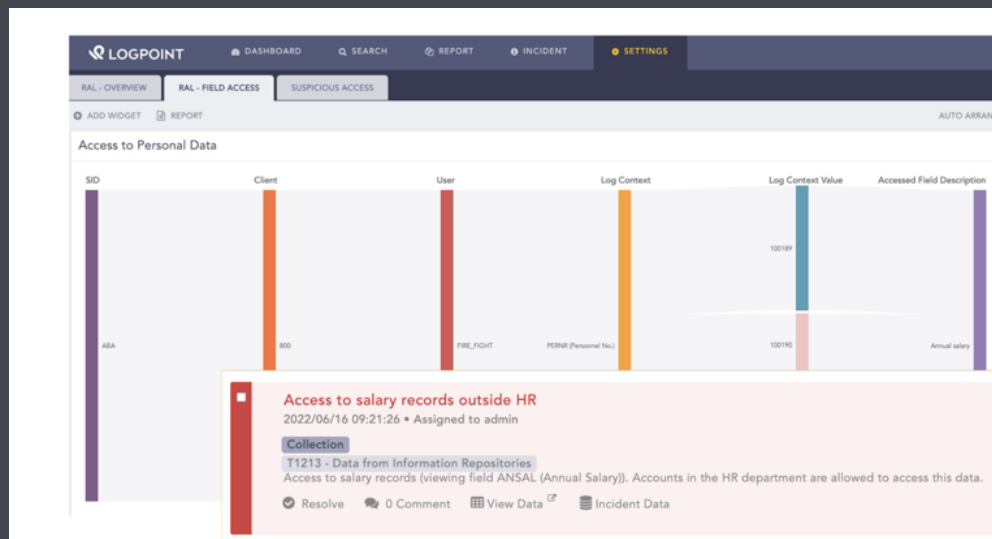 LOGPOINT DASHBOARD SEARCH REPORT INCIDENT SETTINGS
RAL - OVERVIEW RAL - FIELD ACCESS SUSPICIOUS ACCESS
ADD WIDGET REPORT AUTO ARRAN
Access to Personal Data
SID Client User Log Context Log Context Value Accessed Field Description
100189
ABA 800 FIRE_FIGHT PERNR (Personnel No.) 100190 Annual salary
Access to salary records outside HR
2022/06/16 09:21:26 • Assigned to admin
Collection
T1213 - Data from Information Repositories
Access to salary records (viewing field ANSAL (Annual Salary)). Accounts in the HR department are allowed to access this data.
Resolve 0 Comment View Data Incident Data